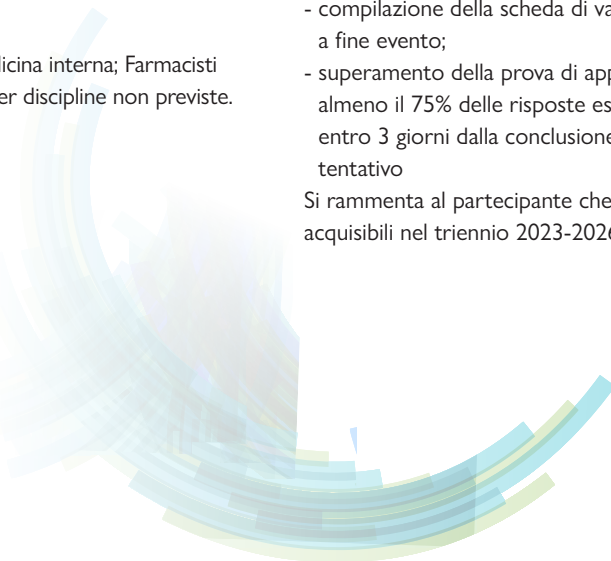 licina interna; Farmacisti
er discipline non previste.
- compilazione della scheda di va
a fine evento;
- superamento della prova di app
almeno il 75% delle risposte es
entro 3 giorni dalla conclusione
tentativo
Si rammenta al partecipante che
acquisibili nel triennio 2023-2026